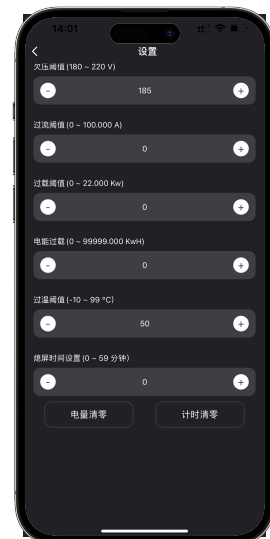 14:01
设置
欠压阈值 (180 ~ 220 V)
- 185 +
过流阈值 (0 ~ 100.000 A)
- 0 +
过载阈值 (0 ~ 22.000 Kw)
- 0 +
电能过载 (0 ~ 99999.000 KwH)
- 0 +
过温阈值 (-10 ~ 99 °C)
- 50 +
熄屏时间设置 (0 ~ 59 分钟)
- 0 +
电量清零 计时清零